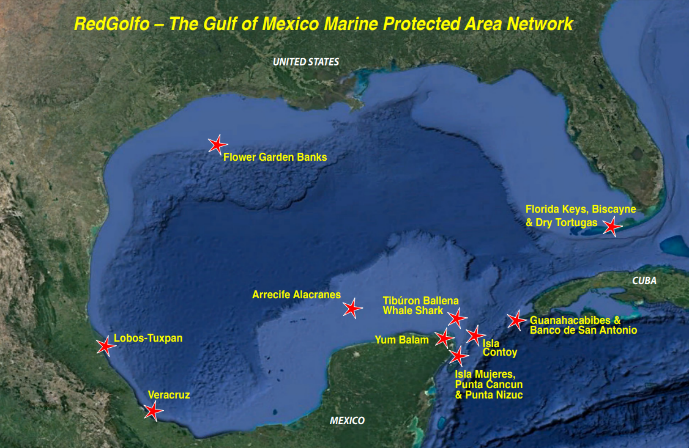 RedGolfo – The Gulf of Mexico Marine Protected Area Network
UNITED STATES
Flower Garden Banks
Florida Keys, Biscayne
& Dry Tortugas
CUBA
Arrecife Alacranes
Tibúron Ballena
Whale Shark
Guanahacabibes &
Banco de San Antonio
Lobos-Tuxpan
Yum Balam
Isla
Contoy
Isla Mujeres,
Punta Cancun
& Punta Nizuc
Veracruz
MEXICO